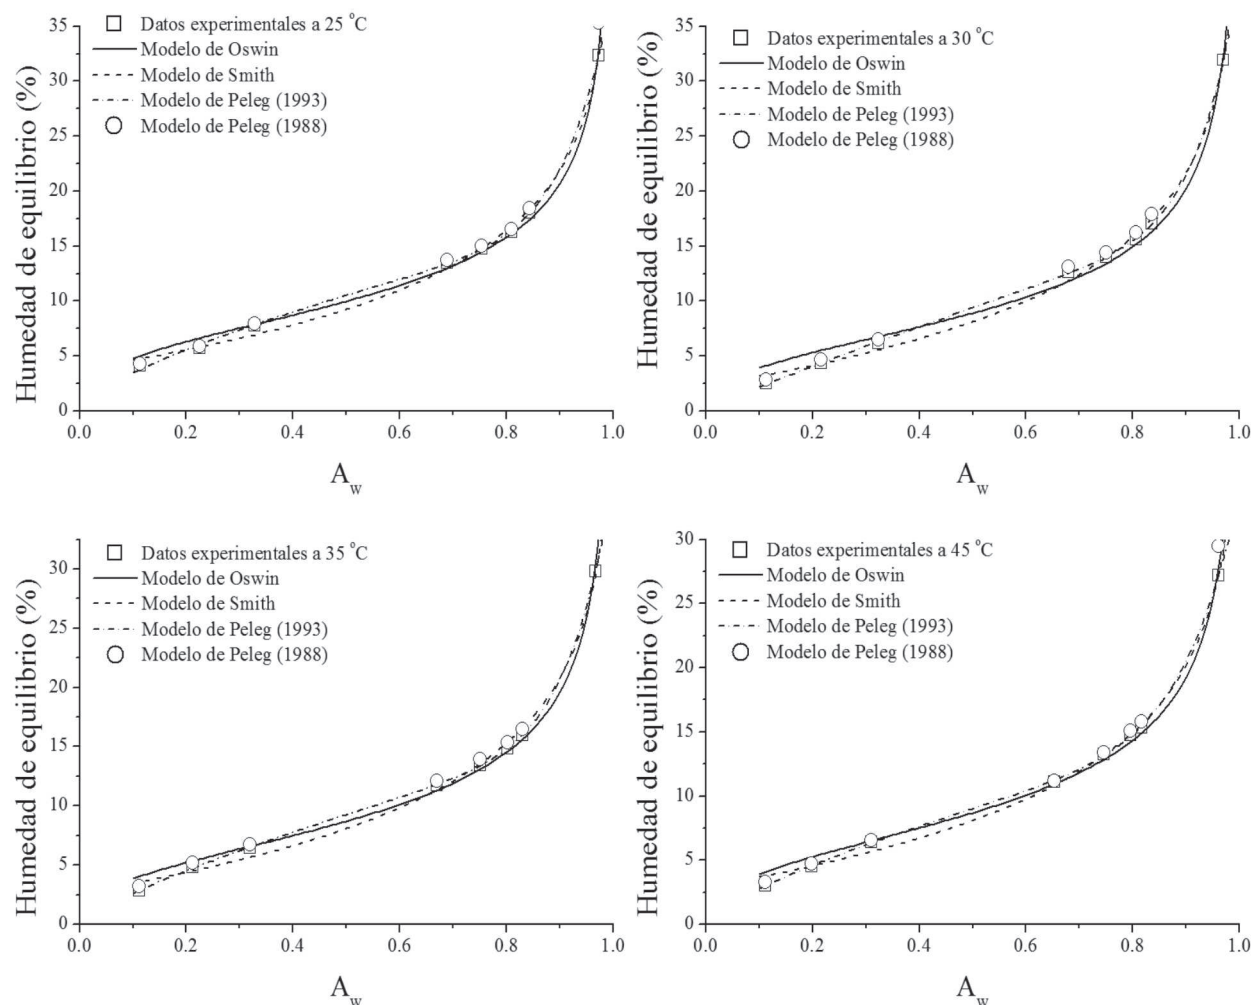 Humedad de equilibrio (%)
35
30
25
20
15
10
5
0
Datos experimentales a 25 °C
Modelo de Oswin
Modelo de Smith
Modelo de Peleg (1993)
Modelo de Peleg (1988)
0.0 0.2 0.4 0.6 0.8 1.0
Aw
Humedad de equilibrio (%)
35
30
25
20
15
10
5
0
Datos experimentales a 30 °C
Modelo de Oswin
Modelo de Smith
Modelo de Peleg (1993)
Modelo de Peleg (1988)
0.0 0.2 0.4 0.6 0.8 1.0
Aw
Humedad de equilibrio (%)
30
25
20
15
10
5
0
Datos experimentales a 35 °C
Modelo de Oswin
Modelo de Smith
Modelo de Peleg (1993)
Modelo de Peleg (1988)
0.0 0.2 0.4 0.6 0.8 1.0
Aw
Humedad de equilibrio (%)
30
25
20
15
10
5
0
Datos experimentales a 45 °C
Modelo de Oswin
Modelo de Smith
Modelo de Peleg (1993)
Modelo de Peleg (1988)
0.0 0.2 0.4 0.6 0.8 1.0
Aw